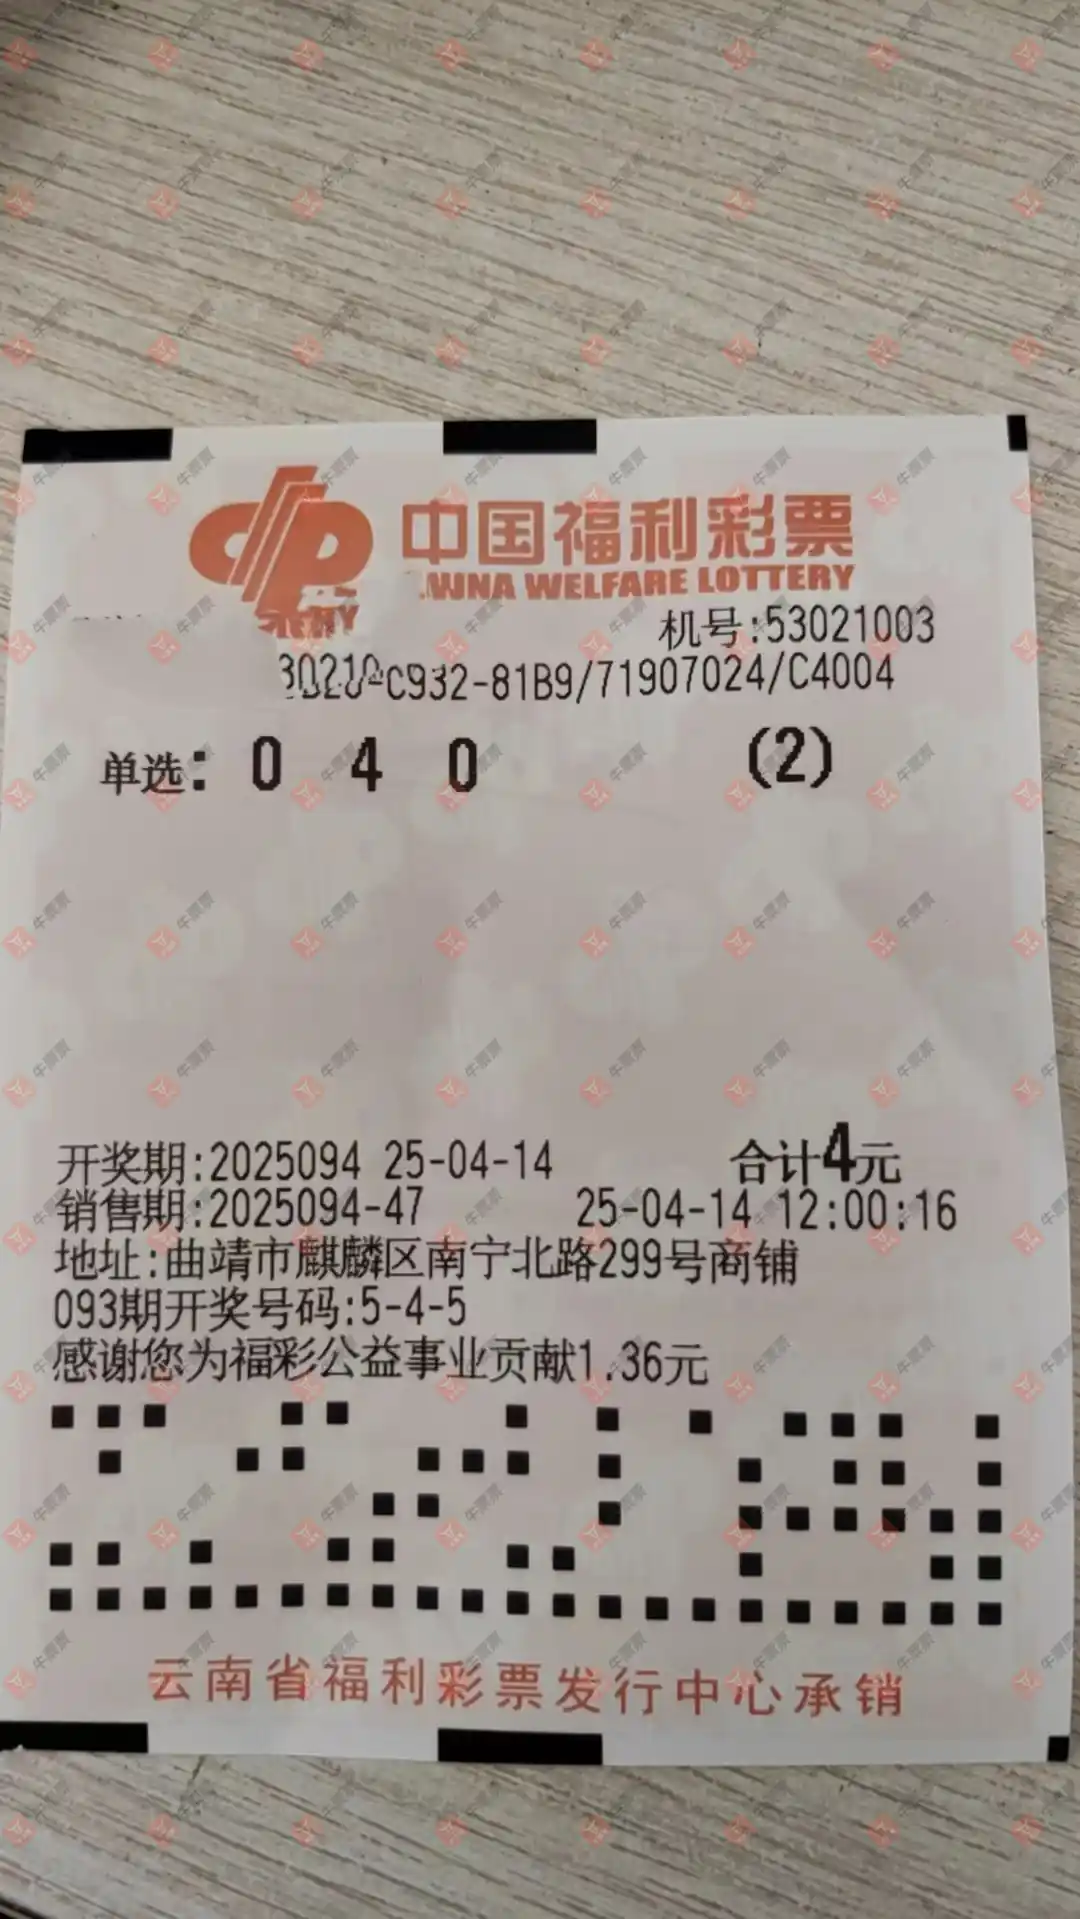 中国福利彩票
WELFARE LOTTERY
机号:53021003
C932-81B9/71907024/C4004
单选: 0 4 0 (2)
开奖期:2025094 25-04-14 合计4元
销售期:2025094-47 25-04-14 12:00:16
地址:曲靖市麒麟区南宁北路299号商铺
093期开奖号码:5-4-5
感谢您为福彩公益事业贡献1.36元
云南省福利彩票发行中心承销